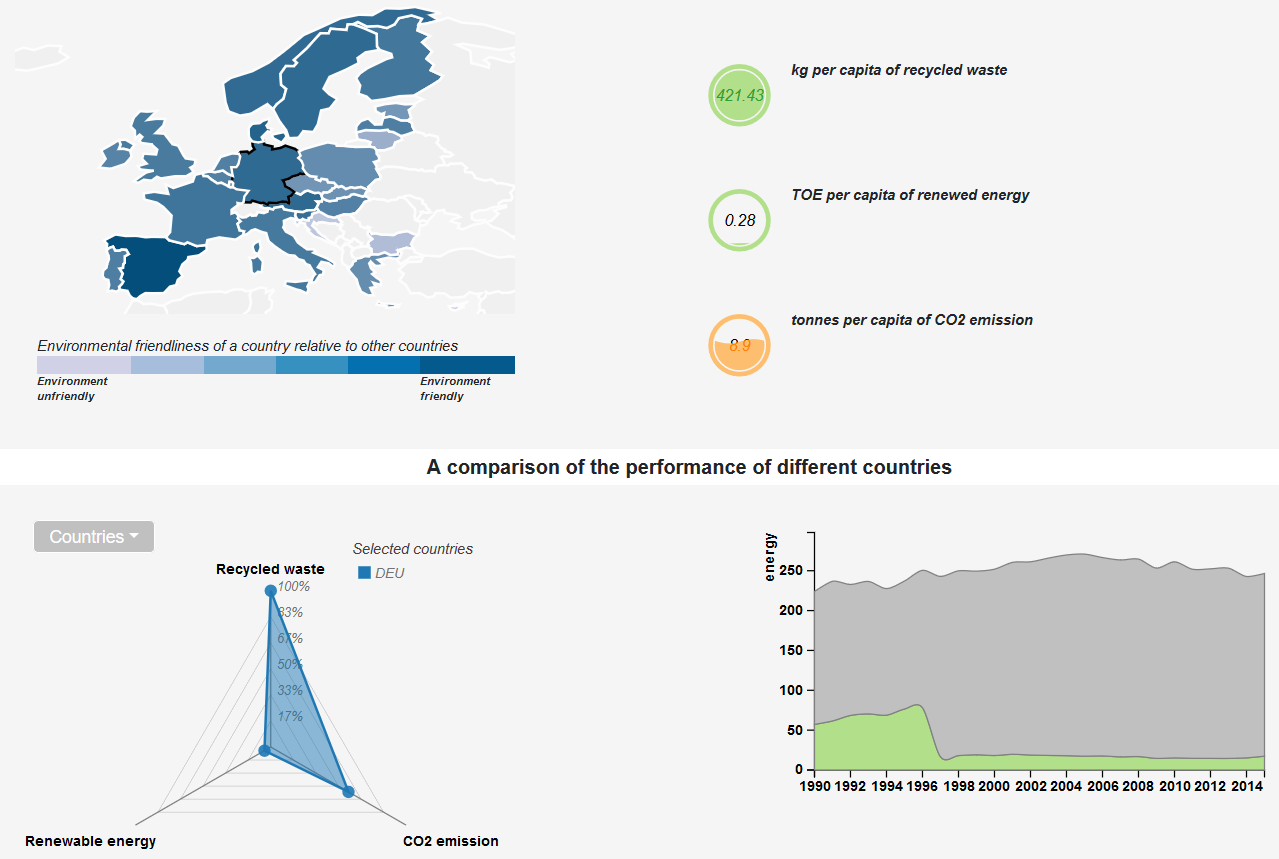 kg per capita of recycled waste
421.43
TOE per capita of renewed energy
0.28
tonnes per capita of CO2 emission
8.9
Environmental friendliness of a country relative to other countries
Environment
unfriendly
Environment
friendly
A comparison of the performance of different countries
Countries
Selected countries
DEU
Recycled waste
100%
83%
67%
50%
33%
17%
Renewable energy
CO2 emission
energy
250
200
150
100
50
0
1990 1992 1994 1996 1998 2000 2002 2004 2006 2008 2010 2012 2014